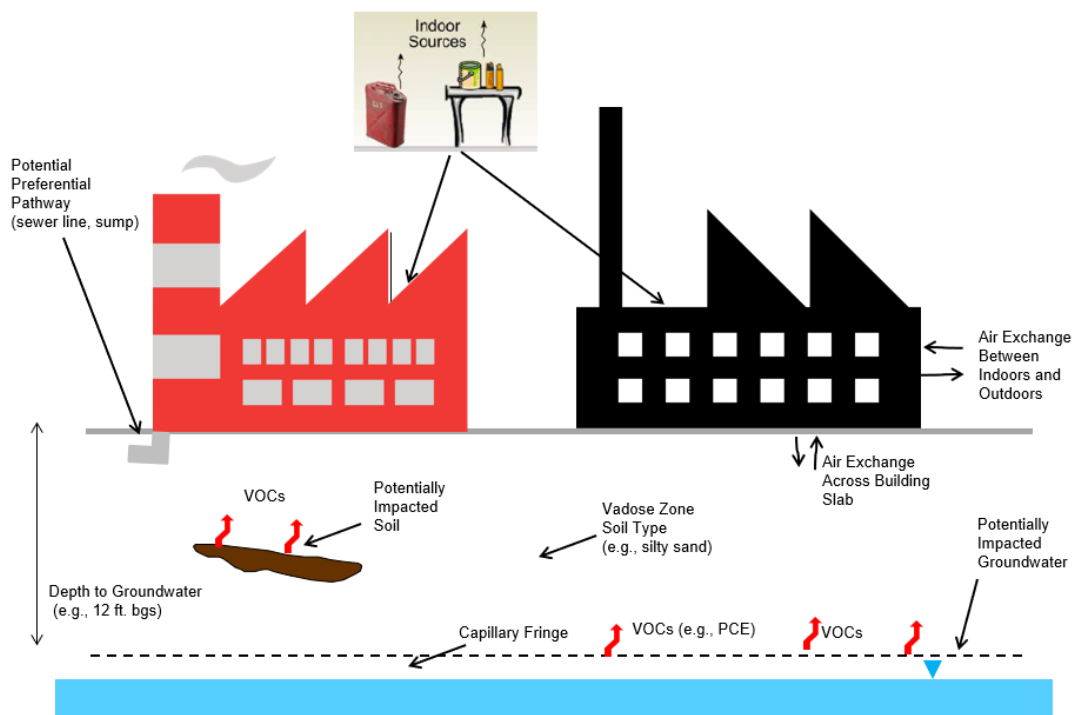 Indoor
Sources
Potential
Preferential
Pathway
(sewer line, sump)
Air Exchange
Between
Indoors and
Outdoors
Air Exchange
Across Building
Slab
VOCs
Potentially
Impacted
Soil
Vadose Zone
Soil Type
(e.g., silty sand)
Potentially
Impacted
Groundwater
Depth to Groundwater
(e.g., 12 ft. bgs)
Capillary Fringe
VOCs (e.g., PCE)
VOCs